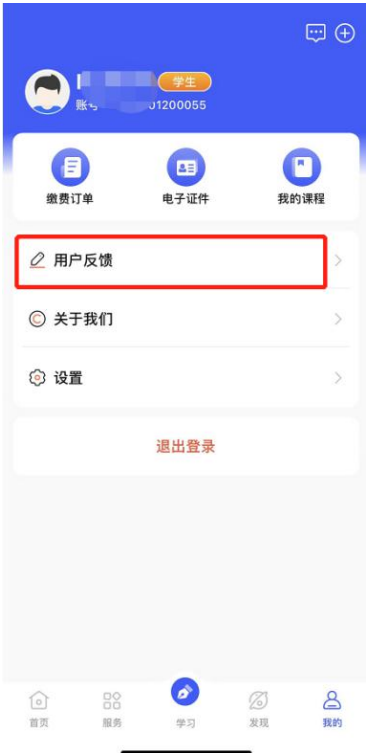 学生
账号 01200055
缴费订单 电子证件 我的课程
用户反馈
关于我们
设置
退出登录
首页 服务 学习 发现 我的